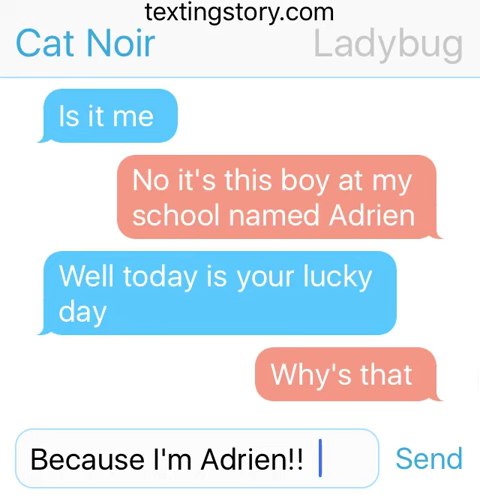 textingstory.com
Cat Noir
Ladybug
Is it me
No it's this boy at my
school named Adrien
Well today is your lucky
day
Why's that
Because I'm Adrien!!
Send